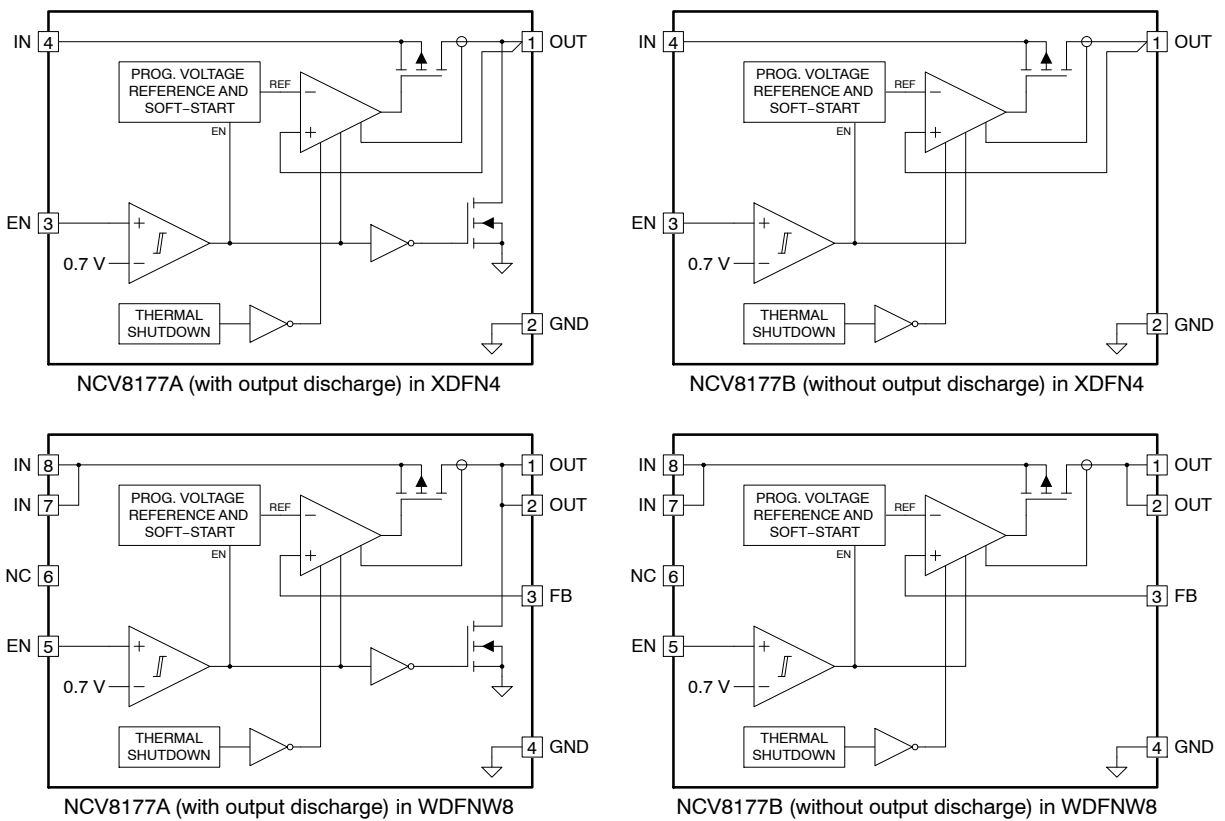 IN 4
1 OUT
PROG. VOLTAGE
REFERENCE AND
SOFT−START
REF
−
+
EN
EN 3
+
−
0.7 V
THERMAL
SHUTDOWN
2 GND
NCV8177A (with output discharge) in XDFN4
IN 4
1 OUT
PROG. VOLTAGE
REFERENCE AND
SOFT−START
REF
−
+
EN
EN 3
+
−
0.7 V
THERMAL
SHUTDOWN
2 GND
NCV8177B (without output discharge) in XDFN4
IN 8
1 OUT
IN 7
2 OUT
PROG. VOLTAGE
REFERENCE AND
SOFT−START
REF
−
+
EN
NC 6
3 FB
EN 5
+
−
0.7 V
THERMAL
SHUTDOWN
4 GND
NCV8177A (with output discharge) in WDFNW8
IN 8
1 OUT
IN 7
2 OUT
PROG. VOLTAGE
REFERENCE AND
SOFT−START
REF
−
+
EN
NC 6
3 FB
EN 5
+
−
0.7 V
THERMAL
SHUTDOWN
4 GND
NCV8177B (without output discharge) in WDFNW8